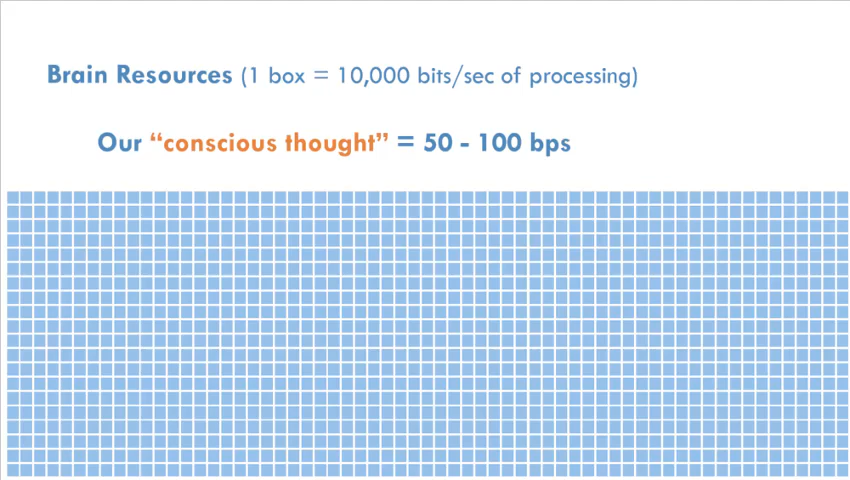 Brain Resources (1 box = 10,000 bits/sec of processing)
Our “conscious thought” = 50 - 100 bps